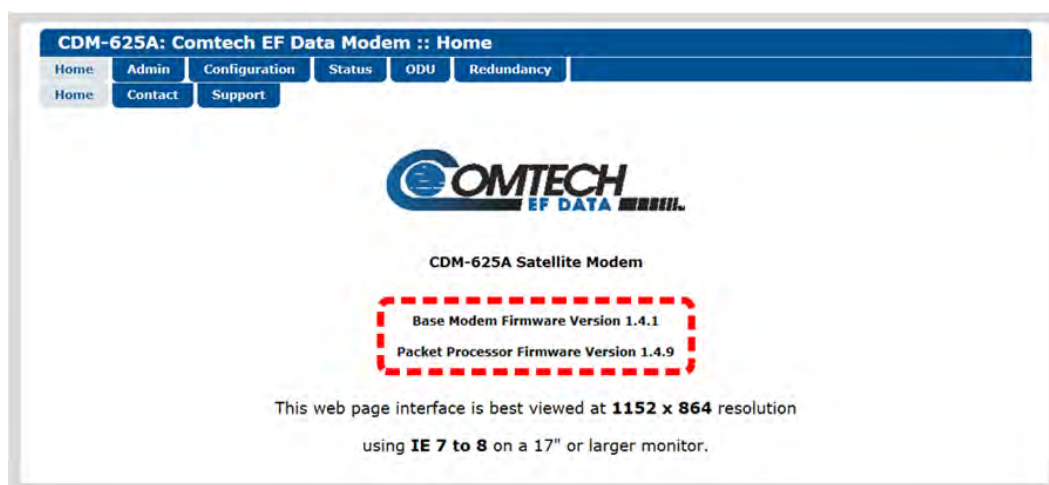 CDM-625A: Comtech EF Data Modem :: Home
Home Admin Configuration Status ODU Redundancy
Home Contact Support
COMTECH
EF DATA
CDM-625A Satellite Modem
Base Modem Firmware Version 1.4.1
Packet Processor Firmware Version 1.4.9
This web page interface is best viewed at 1152 x 864 resolution
using IE 7 to 8 on a 17" or larger monitor.